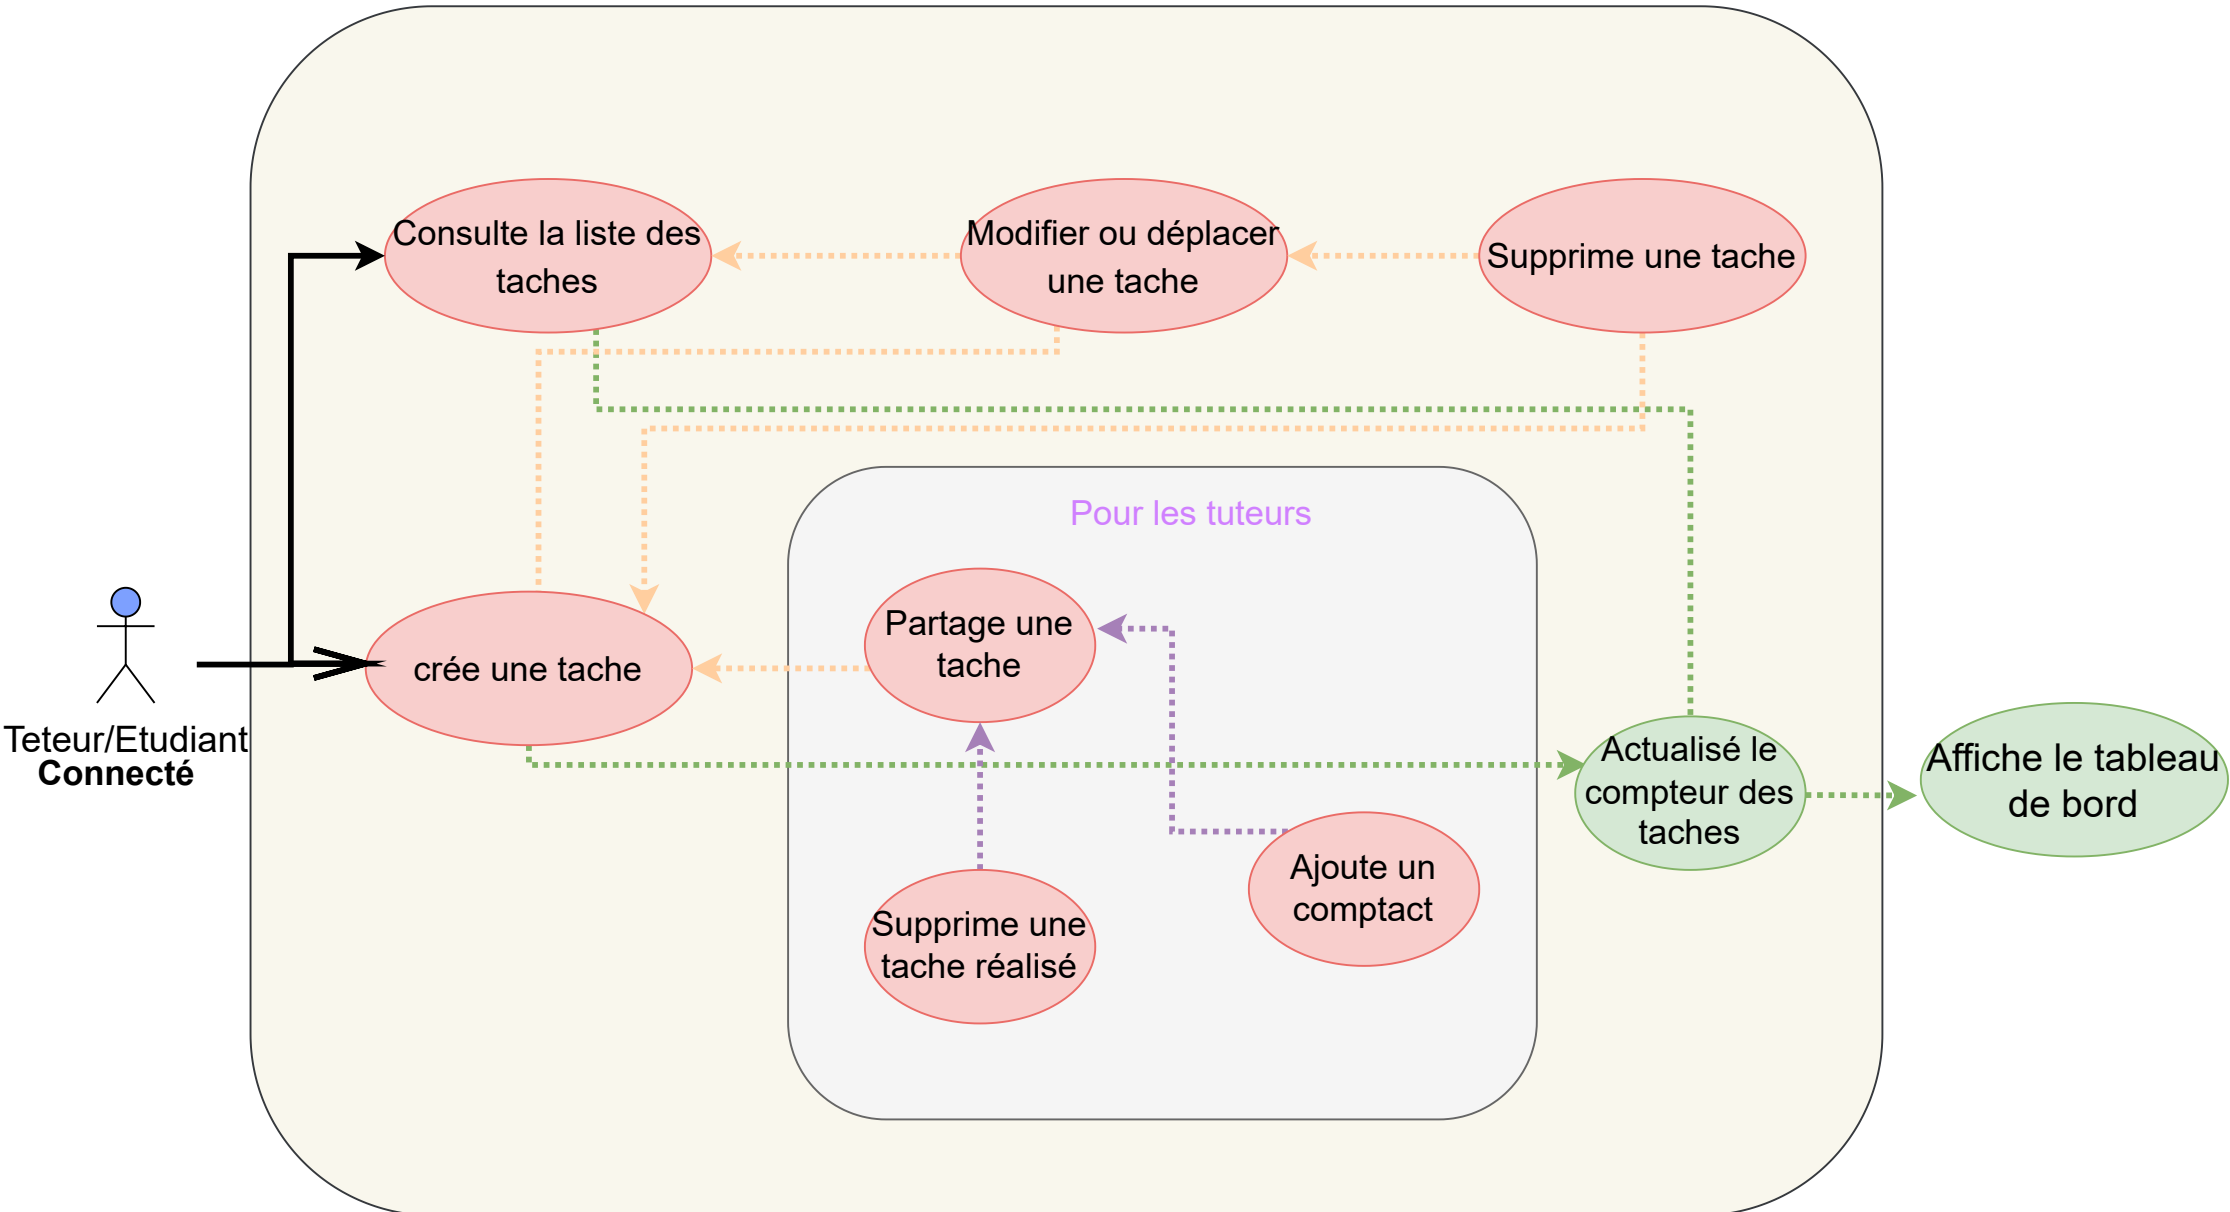 Consulte la liste des
taches
Modifier ou déplacer
une tache
Supprime une tache
Pour les tuteurs
Partage une
tache
crée une tache
Teteur/Etudiant
Connecté
Actualisé le
compteur des
taches
Affiche le tableau
de bord
Ajoute un
comptact
Supprime une
tache réalisé